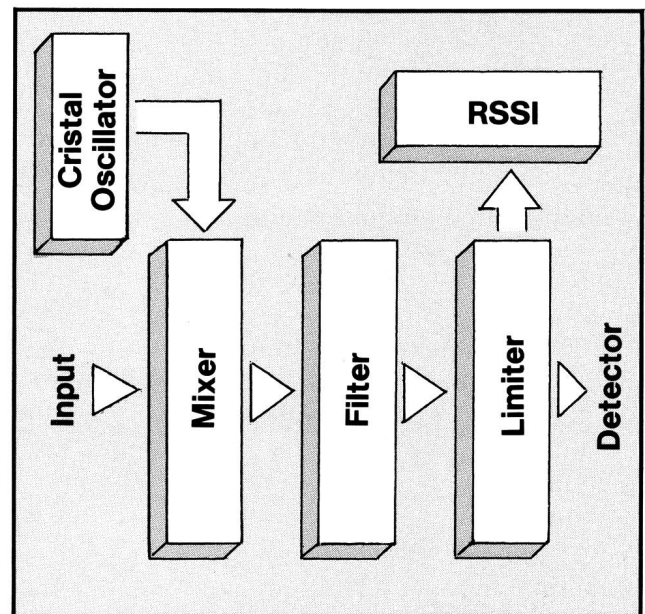 Cristal
Oscillator
RSSI
Input
Mixer
Filter
Limiter
Detector